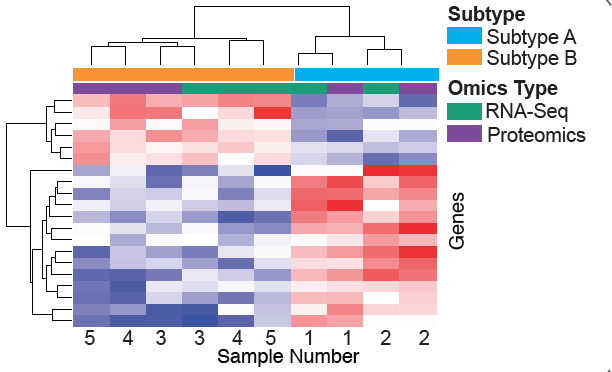 Subtype
Subtype A
Subtype B
Omics Type
RNA-Seq
Proteomics
Genes
5 4 3 3 4 5 1 1 2 2
Sample Number